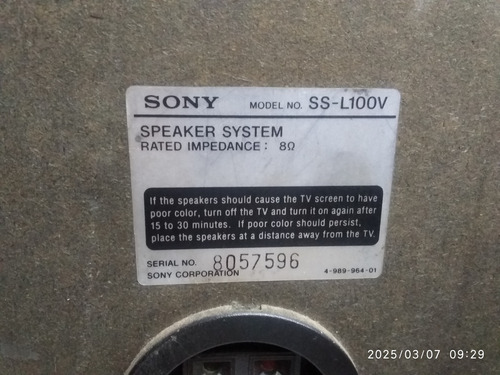 SONY MODEL NO. SS-L100V
SPEAKER SYSTEM
RATED IMPEDANCE: 8Ω
If the speakers should cause the TV screen to have
poor color, turn off the TV and turn it on again after
15 to 30 minutes. If poor color should persist,
place the speakers at a distance away from the TV.
SERIAL NO. 8057596
SONY CORPORATION 4-989-964-01
2025/03/07 09:29